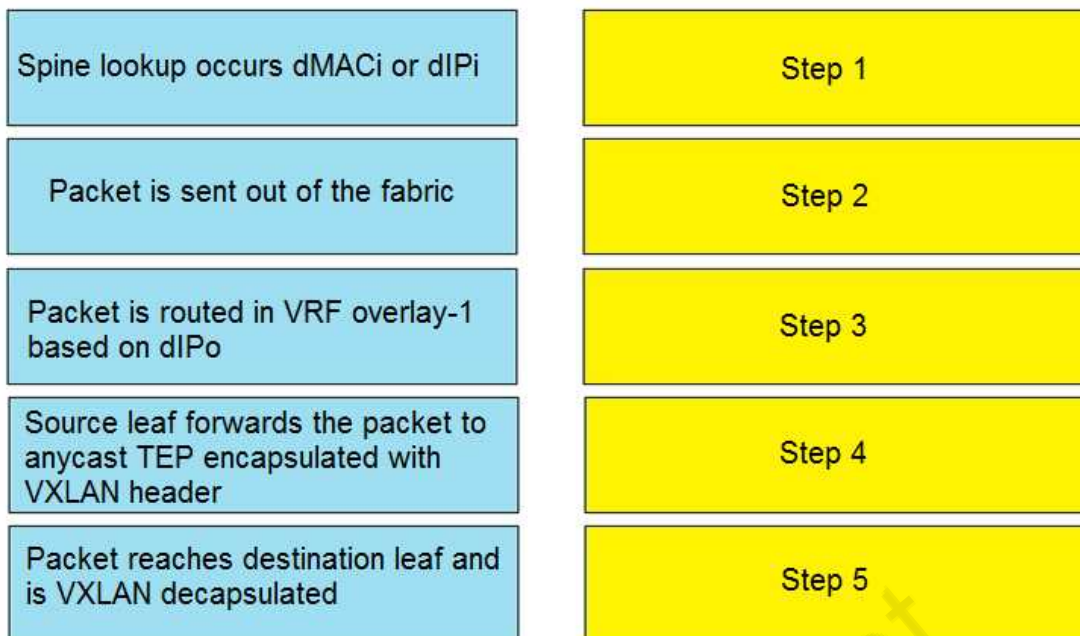 Spine lookup occurs dMACi or dIPi
Step 1
Packet is sent out of the fabric
Step 2
Packet is routed in VRF overlay-1
based on dIPo
Step 3
Source leaf forwards the packet to
anycast TEP encapsulated with
VXLAN header
Step 4
Packet reaches destination leaf and
is VXLAN decapsulated
Step 5